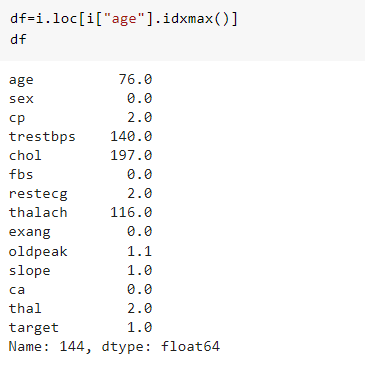 df=i.loc[i["age"].idxmax()]
df
age 76.0
sex 0.0
cp 2.0
trestbps 140.0
chol 197.0
fbs 0.0
restecg 2.0
thalach 116.0
exang 0.0
oldpeak 1.1
slope 1.0
ca 0.0
thal 2.0
target 1.0
Name: 144, dtype: float64